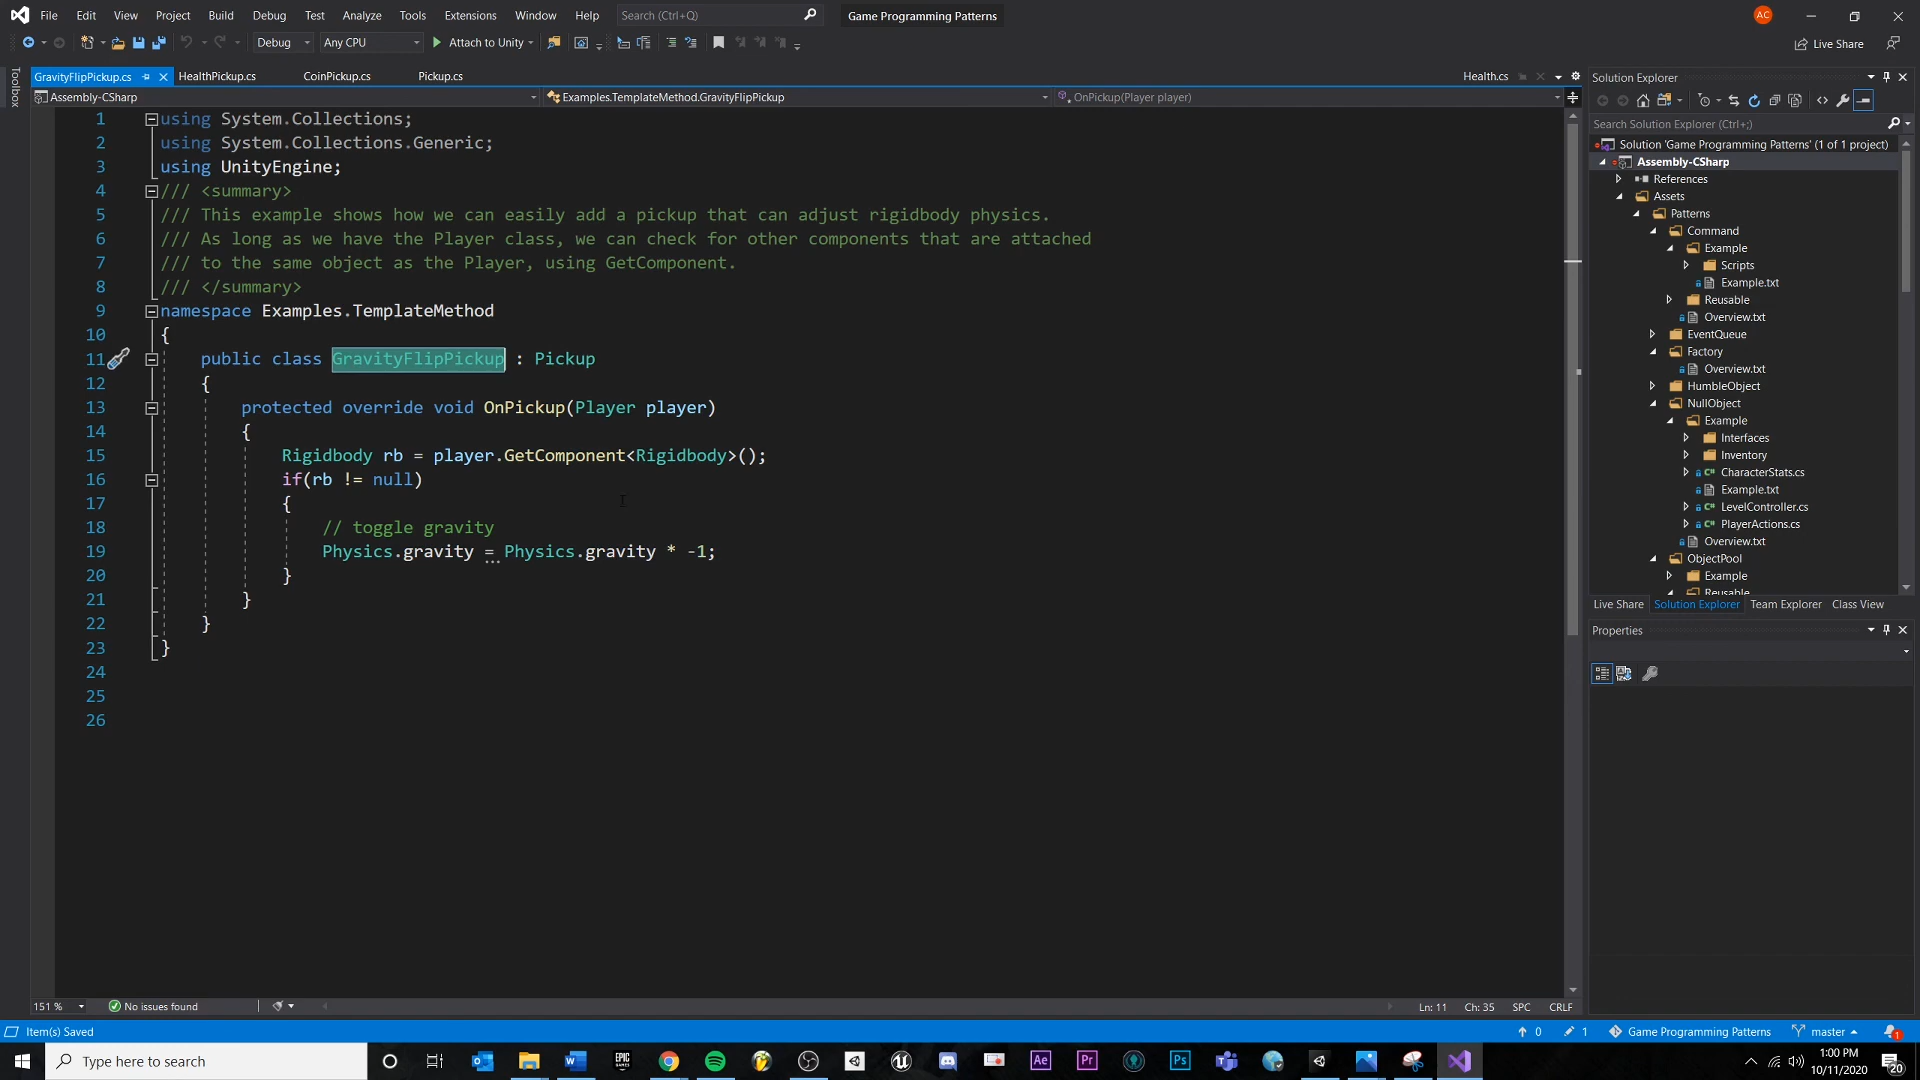 File Edit View Project Build Debug Test Analyze Tools Extensions Window Help Search (Ctrl+Q) Game Programming Patterns AC
Debug Any CPU Attach to Unity Live Share
Toolbox
GravityFlipPickup.cs HealthPickup.cs CoinPickup.cs Pickup.cs Health.cs
Assembly-CSharp Examples.TemplateMethod.GravityFlipPickup OnPickup(Player player)
1 using System.Collections;
2 using System.Collections.Generic;
3 using UnityEngine;
4 /// <summary>
5 /// This example shows how we can easily add a pickup that can adjust rigidbody physics.
6 /// As long as we have the Player class, we can check for other components that are attached
7 /// to the same object as the Player, using GetComponent.
8 /// </summary>
9 namespace Examples.TemplateMethod
10 {
11 public class GravityFlipPickup : Pickup
12 {
13 protected override void OnPickup(Player player)
14 {
15 Rigidbody rb = player.GetComponent<Rigidbody>();
16 if(rb != null)
17 {
18 // toggle gravity
19 Physics.gravity = Physics.gravity * -1;
20 }
21 }
22 }
23 }
24
25
26
Solution Explorer
Search Solution Explorer (Ctrl+;)
Solution 'Game Programming Patterns' (1 of 1 project)
Assembly-CSharp
References
Assets
Patterns
Command
Example
Scripts
Example.txt
Reusable
Overview.txt
EventQueue
Factory
Overview.txt
HumbleObject
NullObject
Example
Interfaces
Inventory
CharacterStats.cs
Example.txt
LevelController.cs
PlayerActions.cs
Overview.txt
ObjectPool
Example
Reusable
Live Share Solution Explorer Team Explorer Class View
Properties
151 % No issues found Ln: 11 Ch: 35 SPC CRLF
Item(s) Saved 0 1 Game Programming Patterns master 1
Type here to search 1:00 PM
10/11/2020 20